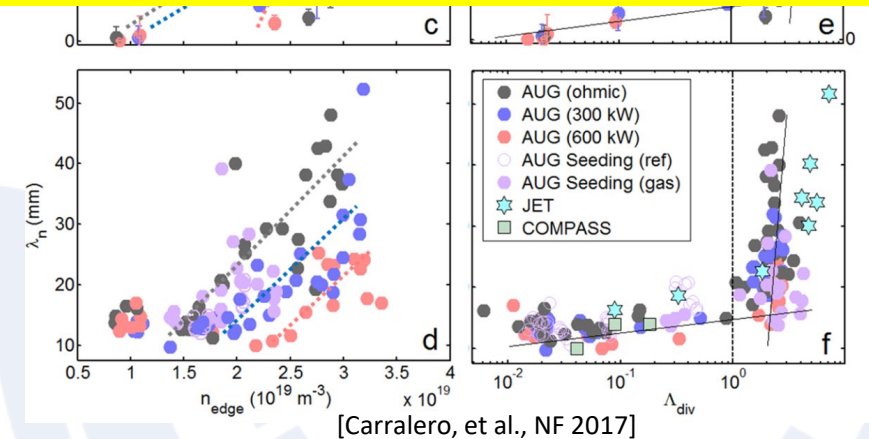 0
c
e
0
50
40
30
20
10
λn (mm)
d
0.5
1
1.5
2
2.5
3
3.5
4
nedge (10^19 m^-3)
x 10^19
AUG (ohmic)
AUG (300 kW)
AUG (600 kW)
AUG Seeding (ref)
AUG Seeding (gas)
JET
COMPASS
f
10^-2
10^-1
10^0
Λdiv
[Carralero, et al., NF 2017]